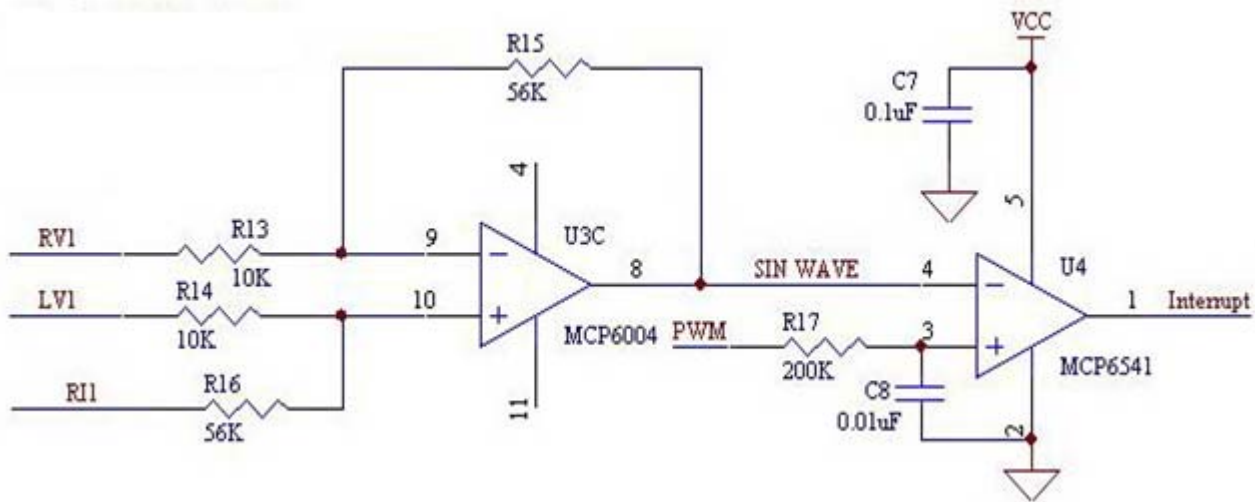 VCC
R15
56K
C7
0.1uF
4
5
RV1
R13
10K
9
U3C
8
SIN WAVE
4
U4
LV1
R14
10K
10
MCP6004
PWM
R17
200K
3
1
Interrupt
MCP6541
RI1
R16
56K
11
C8
0.01uF
2